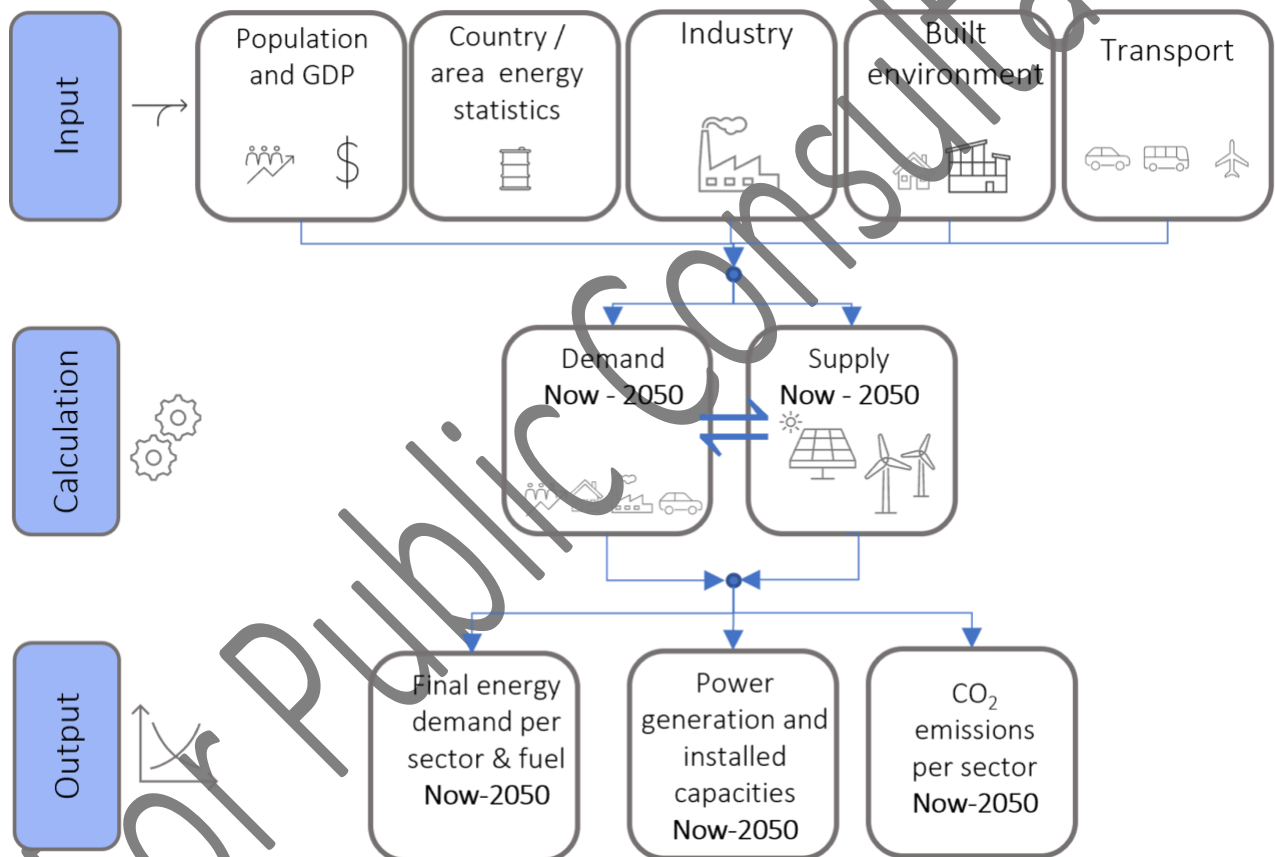 Input
Population
and GDP
Country /
area energy
statistics
Industry
Built
environment
Transport
$
Calculation
Demand
Now - 2050
Supply
Now - 2050
Output
Final energy
demand per
sector & fuel
Now-2050
Power
generation and
installed
capacities
Now-2050
CO₂
emissions
per sector
Now-2050
or Public Consulta